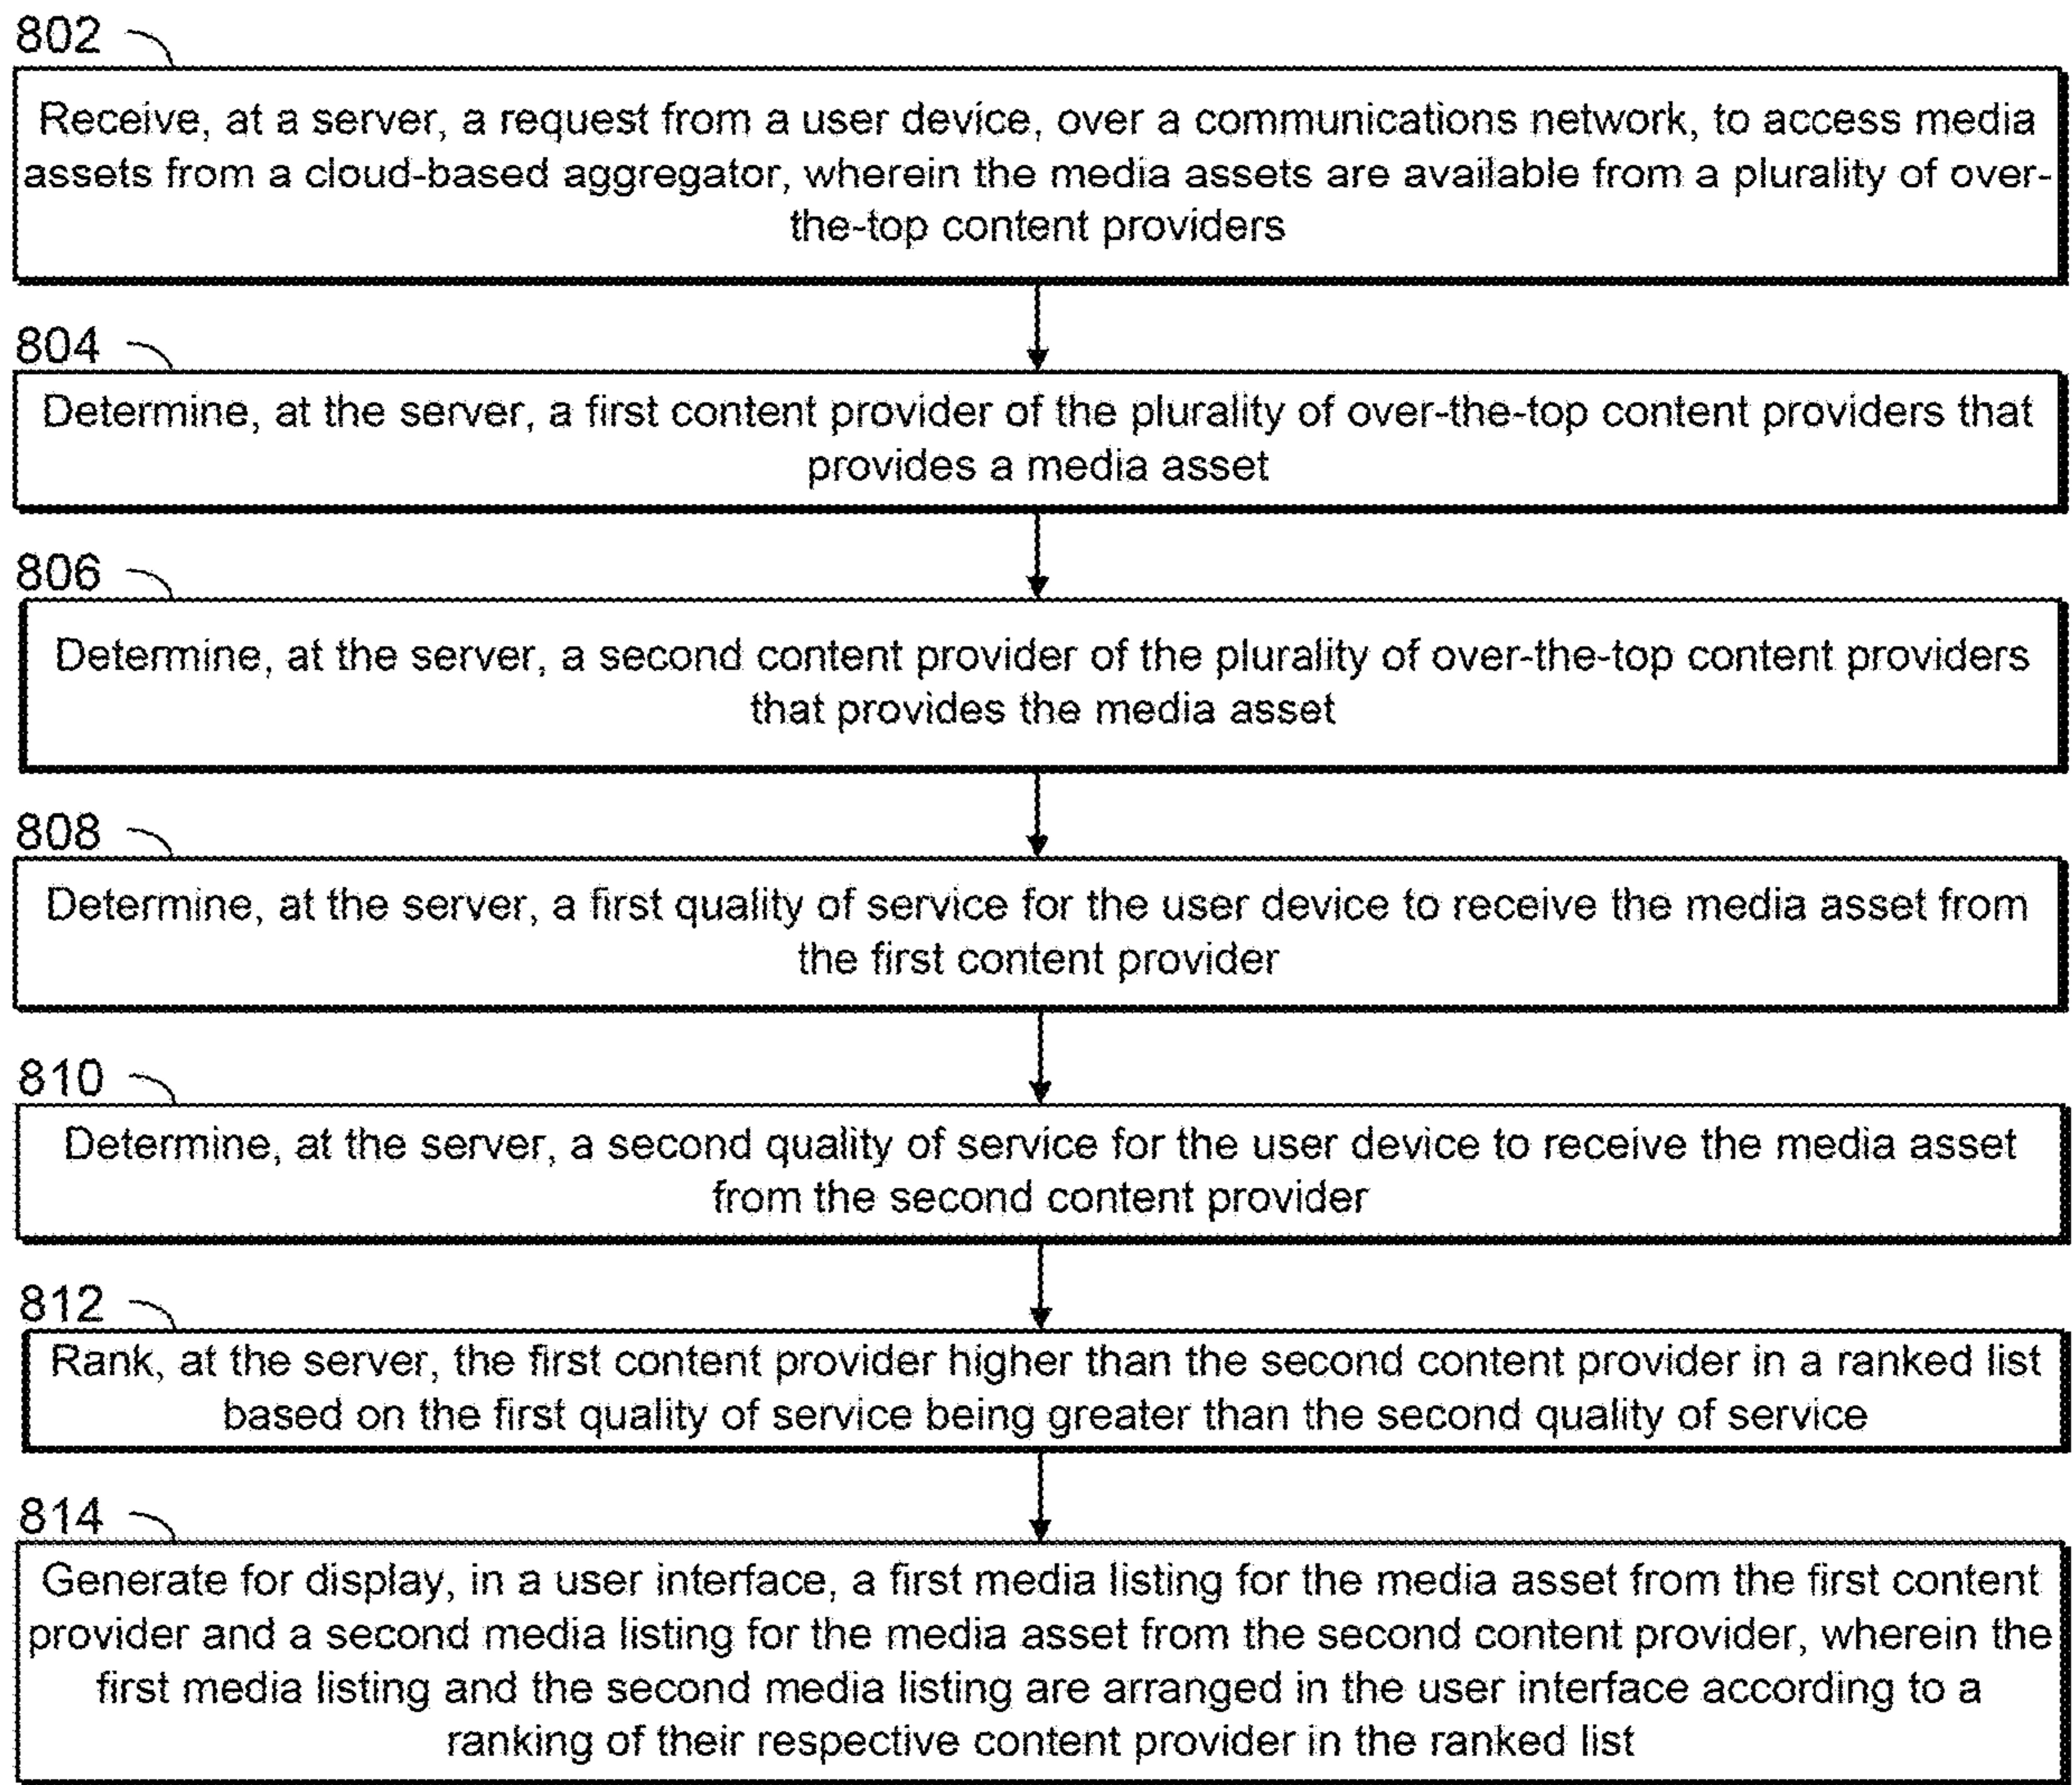 802
Receive, at a server, a request from a user device, over a communications network, to access media
assets from a cloud-based aggregator, wherein the media assets are available from a plurality of over-
the-top content providers
804
Determine, at the server, a first content provider of the plurality of over-the-top content providers that
provides a media asset
806
Determine, at the server, a second content provider of the plurality of over-the-top content providers
that provides the media asset
808
Determine, at the server, a first quality of service for the user device to receive the media asset from
the first content provider
810
Determine, at the server, a second quality of service for the user device to receive the media asset
from the second content provider
812
Rank, at the server, the first content provider higher than the second content provider in a ranked list
based on the first quality of service being greater than the second quality of service
814
Generate for display, in a user interface, a first media listing for the media asset from the first content
provider and a second media listing for the media asset from the second content provider, wherein the
first media listing and the second media listing are arranged in the user interface according to a
ranking of their respective content provider in the ranked list